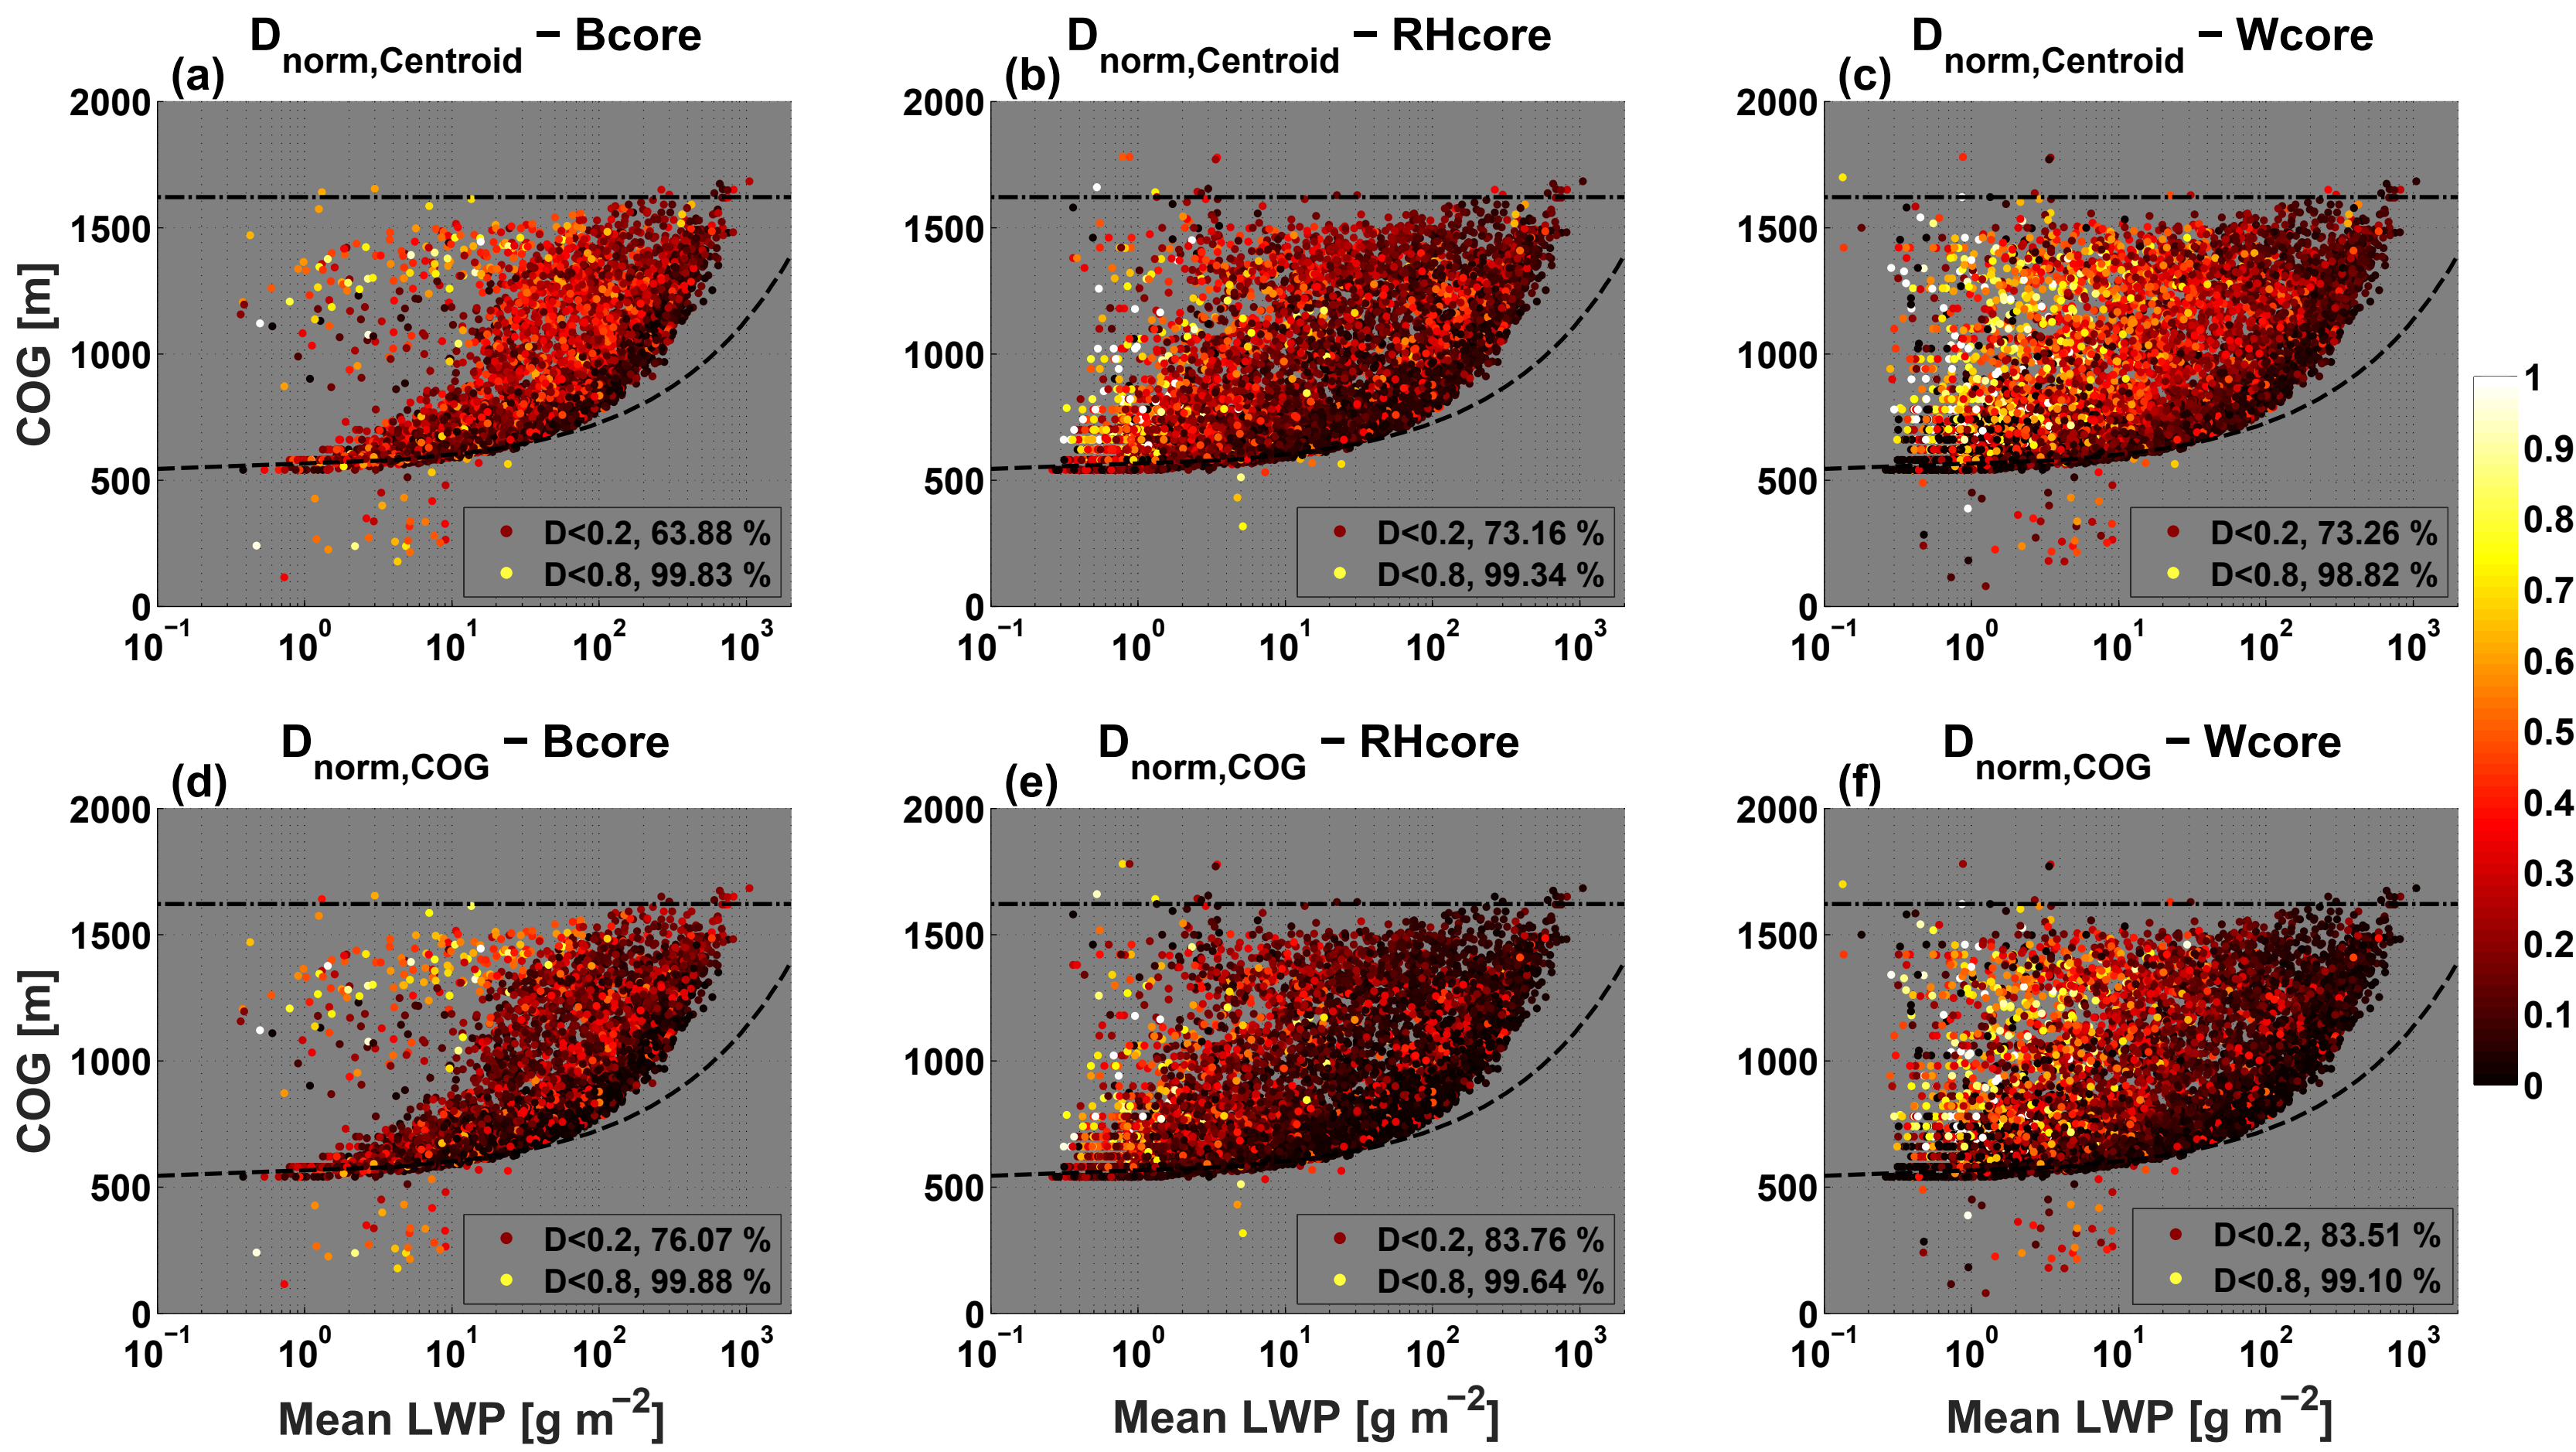 D_norm,Centroid − Bcore
(a)
2000
1500
1000
500
0
COG [m]
10^−1 10^0 10^1 10^2 10^3
D<0.2, 63.88 %
D<0.8, 99.83 %
D_norm,Centroid − RHcore
(b)
2000
1500
1000
500
0
10^−1 10^0 10^1 10^2 10^3
D<0.2, 73.16 %
D<0.8, 99.34 %
D_norm,Centroid − Wcore
(c)
2000
1500
1000
500
0
10^−1 10^0 10^1 10^2 10^3
D<0.2, 73.26 %
D<0.8, 98.82 %
1
0.9
0.8
0.7
0.6
0.5
0.4
0.3
0.2
0.1
0
D_norm,COG − Bcore
(d)
2000
1500
1000
500
0
COG [m]
10^−1 10^0 10^1 10^2 10^3
Mean LWP [g m^−2]
D<0.2, 76.07 %
D<0.8, 99.88 %
D_norm,COG − RHcore
(e)
2000
1500
1000
500
0
10^−1 10^0 10^1 10^2 10^3
Mean LWP [g m^−2]
D<0.2, 83.76 %
D<0.8, 99.64 %
D_norm,COG − Wcore
(f)
2000
1500
1000
500
0
10^−1 10^0 10^1 10^2 10^3
Mean LWP [g m^−2]
D<0.2, 83.51 %
D<0.8, 99.10 %